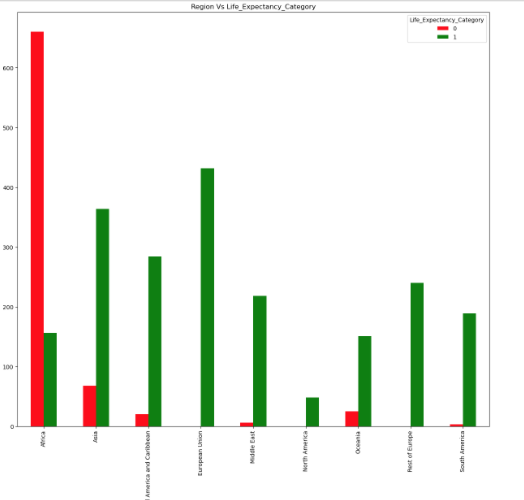 Region Vs Life_Expectancy_Category
Life_Expectancy_Category
0
1
600
500
400
300
200
100
0
Africa
Asia
l America and Caribbean
European Union
Middle East
North America
Oceania
Rest of Europe
South America